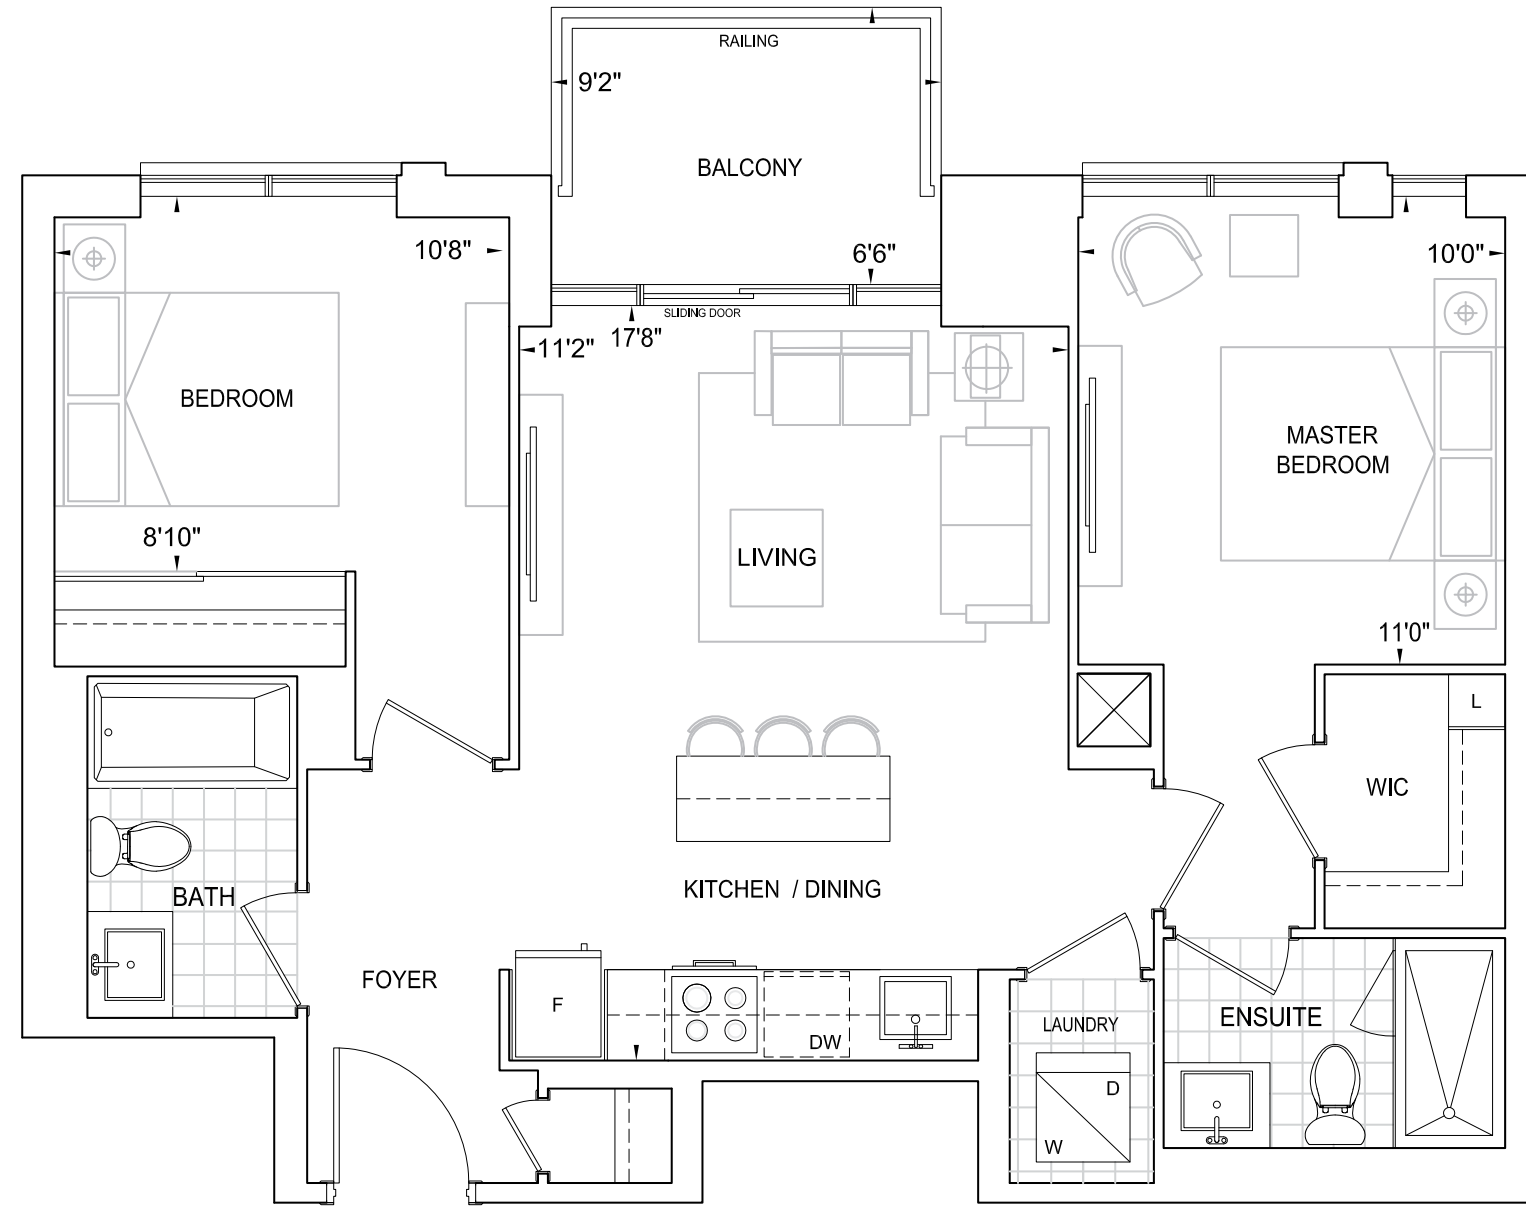 RAILING
9'2"
BALCONY
10'8"
6'6"
10'0"
SLIDING DOOR
11'2"
17'8"
BEDROOM
MASTER
BEDROOM
8'10"
LIVING
11'0"
L
WIC
KITCHEN / DINING
BATH
FOYER
F
DW
LAUNDRY
ENSUITE
D
W